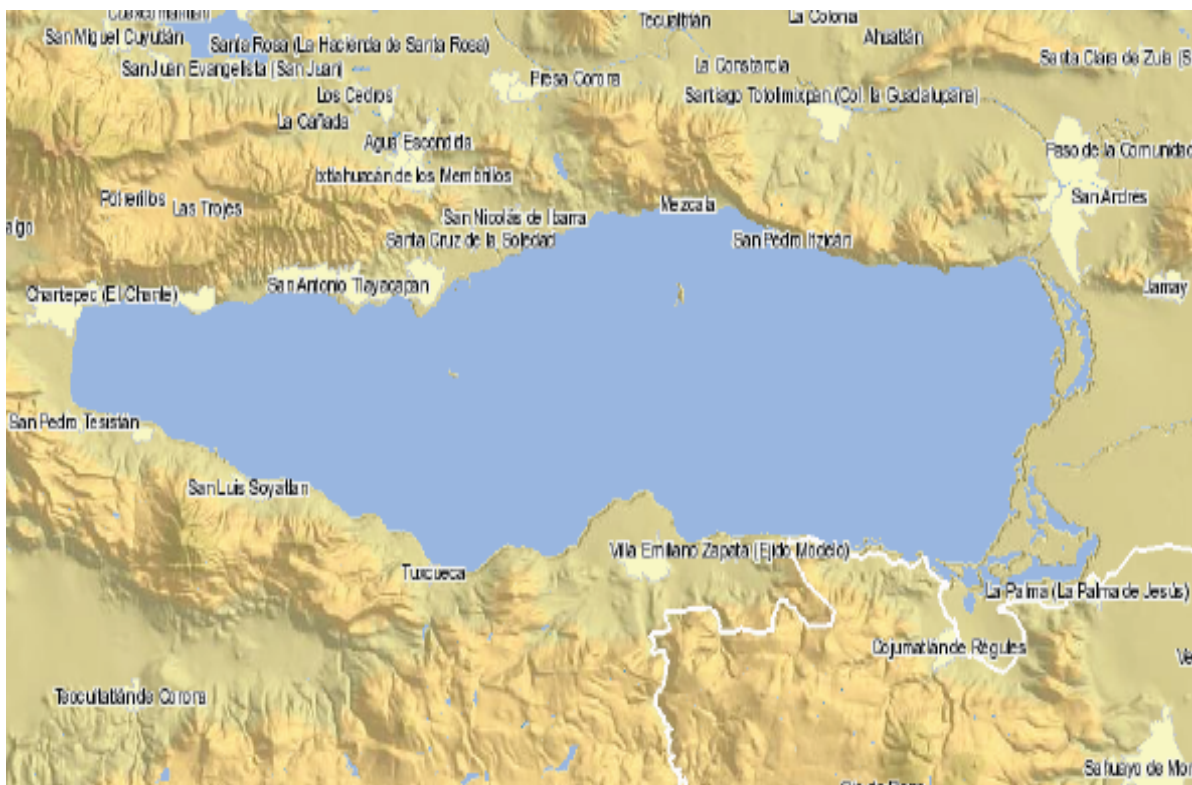 Tecualtitán
La Colonia
San Miguel Cuyutlán
Santa Rosa (La Hacienda de Santa Rosa)
Ahuatlán
Santa Clara de Zula (S
San Juan Evangelista (San Juan)
Presa Corona
La Constancia
Los Cedros
Santiago Totolimixpan (Col. la Guadalupana)
La Cañada
Agua Escondida
Paso de la Comunidad
Ixtlahuacán de los Membrillos
Potrerillos
Las Trojes
San Nicolás de Ibarra
Mezcala
San Andres
algo
Santa Cruz de la Soledad
San Pedro Itzicán
Chantepec (El Chante)
San Antonio Tlayacapan
Jamay
San Pedro Tesistán
San Luis Soyatlan
Tuxcueca
Villa Emiliano Zapata (Ejido Modelo)
La Palma (La Palma de Jesús)
Cojumatlán de Régules
Ve
Teocuitatlán de Corona
Sahuayo de Mor